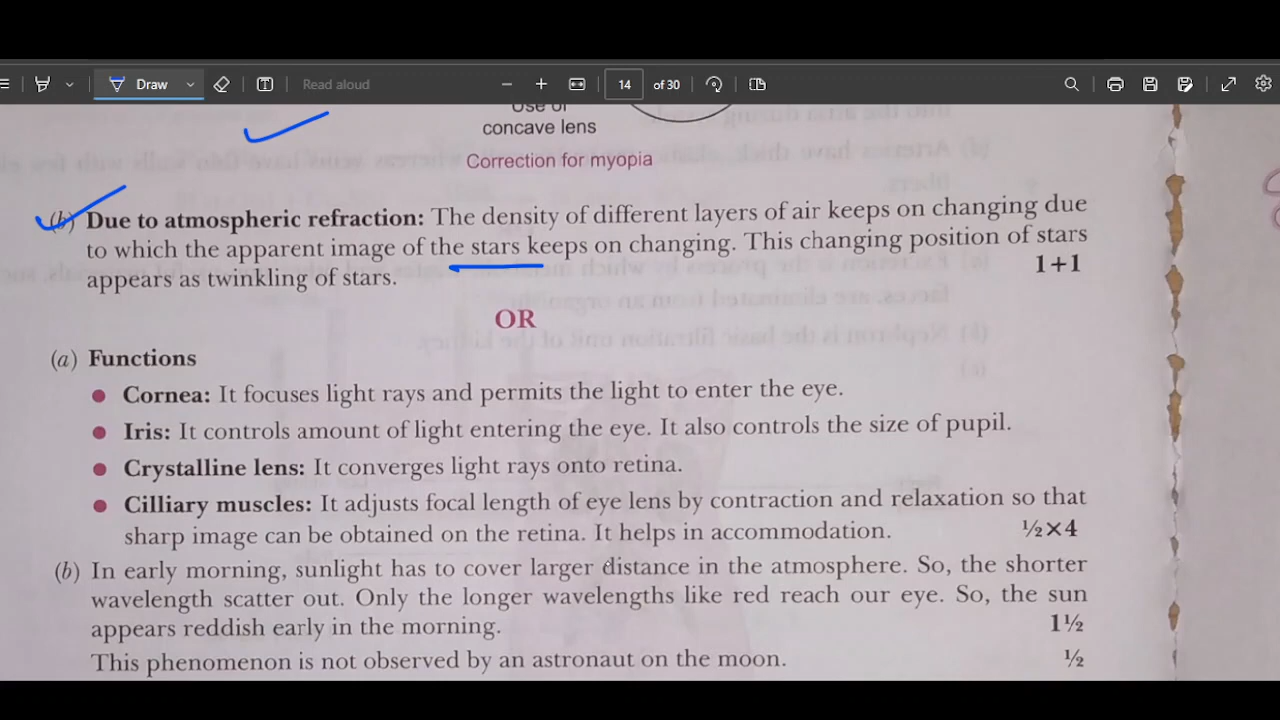 Draw
Read aloud
14
of 30
Use of
concave lens
Correction for myopia
(b) Due to atmospheric refraction: The density of different layers of air keeps on changing due
to which the apparent image of the stars keeps on changing. This changing position of stars
appears as twinkling of stars. 1+1
OR
(a) Functions
Cornea: It focuses light rays and permits the light to enter the eye.
Iris: It controls amount of light entering the eye. It also controls the size of pupil.
Crystalline lens: It converges light rays onto retina.
Cilliary muscles: It adjusts focal length of eye lens by contraction and relaxation so that
sharp image can be obtained on the retina. It helps in accommodation. ½×4
(b) In early morning, sunlight has to cover larger distance in the atmosphere. So, the shorter
wavelength scatter out. Only the longer wavelengths like red reach our eye. So, the sun
appears reddish early in the morning. 1½
This phenomenon is not observed by an astronaut on the moon. ½